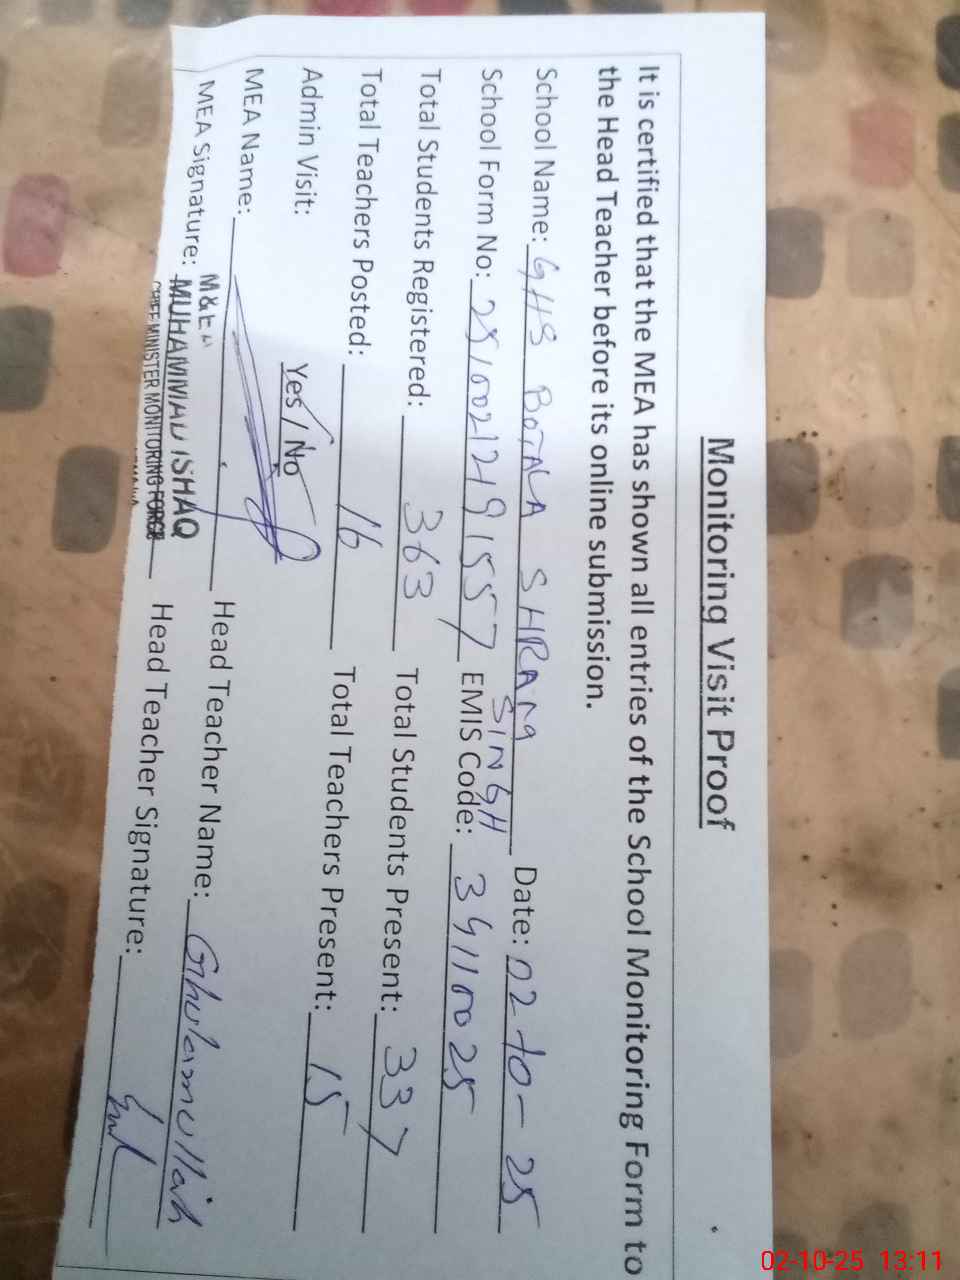 Monitoring Visit Proof
It is certified that the MEA has shown all entries of the School Monitoring Form to
the Head Teacher before its online submission.
School Name: GHS BOTALA SHRAM SINGH Date: 02-10-25
School Form No: 251002121491557 EMIS Code: 34110025
Total Students Registered: 363 Total Students Present: 337
Total Teachers Posted: 16 Total Teachers Present: 15
Admin Visit: Yes / No
MEA Name: Head Teacher Name: Ghulamullah
MEA Signature: Head Teacher Signature:
MUHAMMAD ISHAQ
CHIEF MINISTER MONITORING FORCE
02-10-25 13:11